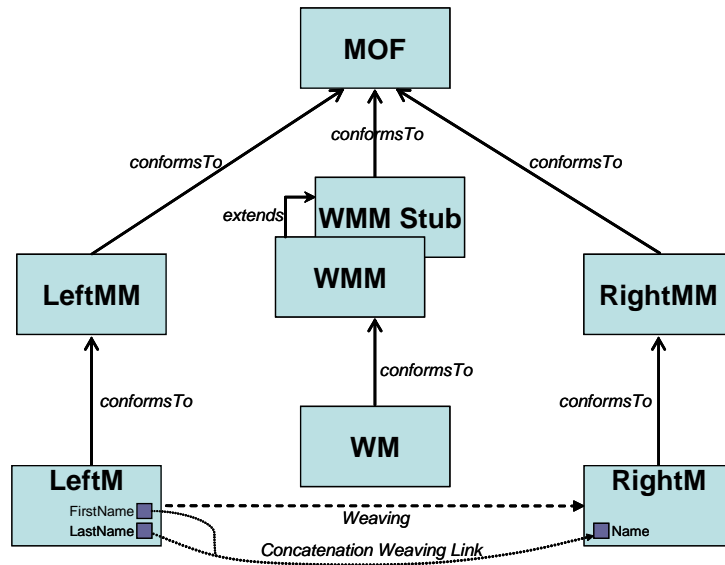 MOF
conformsTo
conformsTo
conformsTo
extends
WMM Stub
LeftMM
WMM
RightMM
conformsTo
conformsTo
conformsTo
WM
LeftM
RightM
FirstName
Weaving
LastName
Name
Concatenation Weaving Link